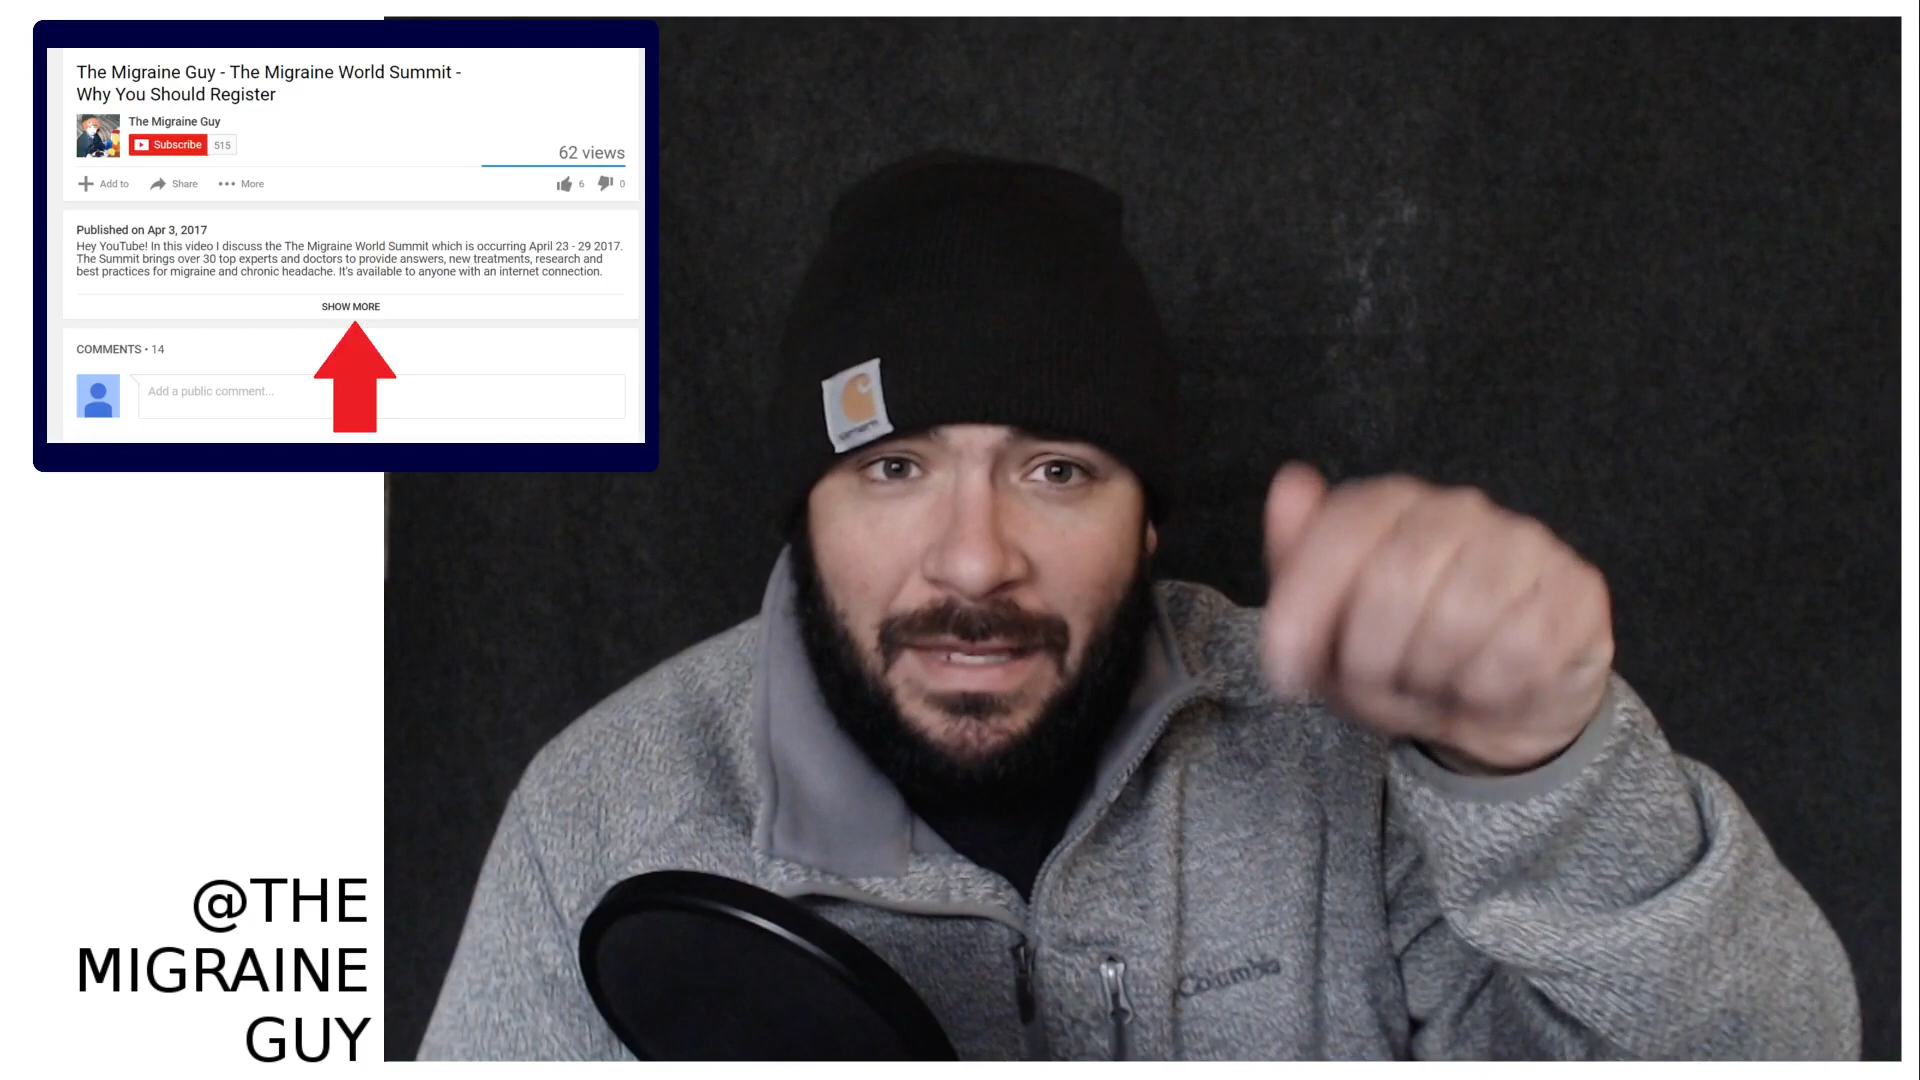 The Migraine Guy - The Migraine World Summit -
Why You Should Register
The Migraine Guy
Subscribe 515
62 views
Add to Share More 6 0
Published on Apr 3, 2017
Hey YouTube! In this video I discuss the The Migraine World Summit which is occurring April 23 - 29 2017.
The Summit brings over 30 top experts and doctors to provide answers, new treatments, research and
best practices for migraine and chronic headache. It's available to anyone with an internet connection.
SHOW MORE
COMMENTS • 14
Add a public comment...
carhartt
Columbia
@THE
MIGRAINE
GUY